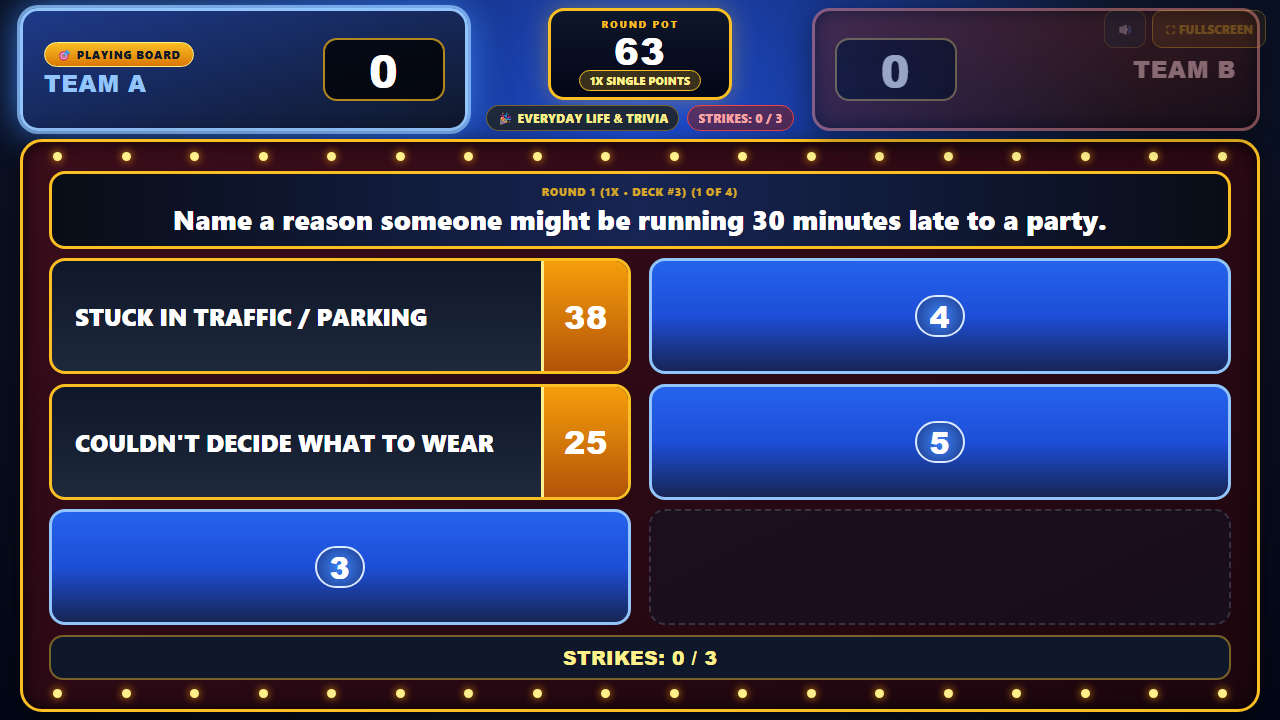 🎯 PLAYING BOARD
TEAM A
0
ROUND POT
63
1X SINGLE POINTS
🎉 EVERYDAY LIFE & TRIVIA
STRIKES: 0 / 3
0
🔊
⛶ FULLSCREEN
TEAM B
ROUND 1 (1X • DECK #3) (1 OF 4)
Name a reason someone might be running 30 minutes late to a party.
STUCK IN TRAFFIC / PARKING
38
COULDN'T DECIDE WHAT TO WEAR
25
3
4
5
STRIKES: 0 / 3